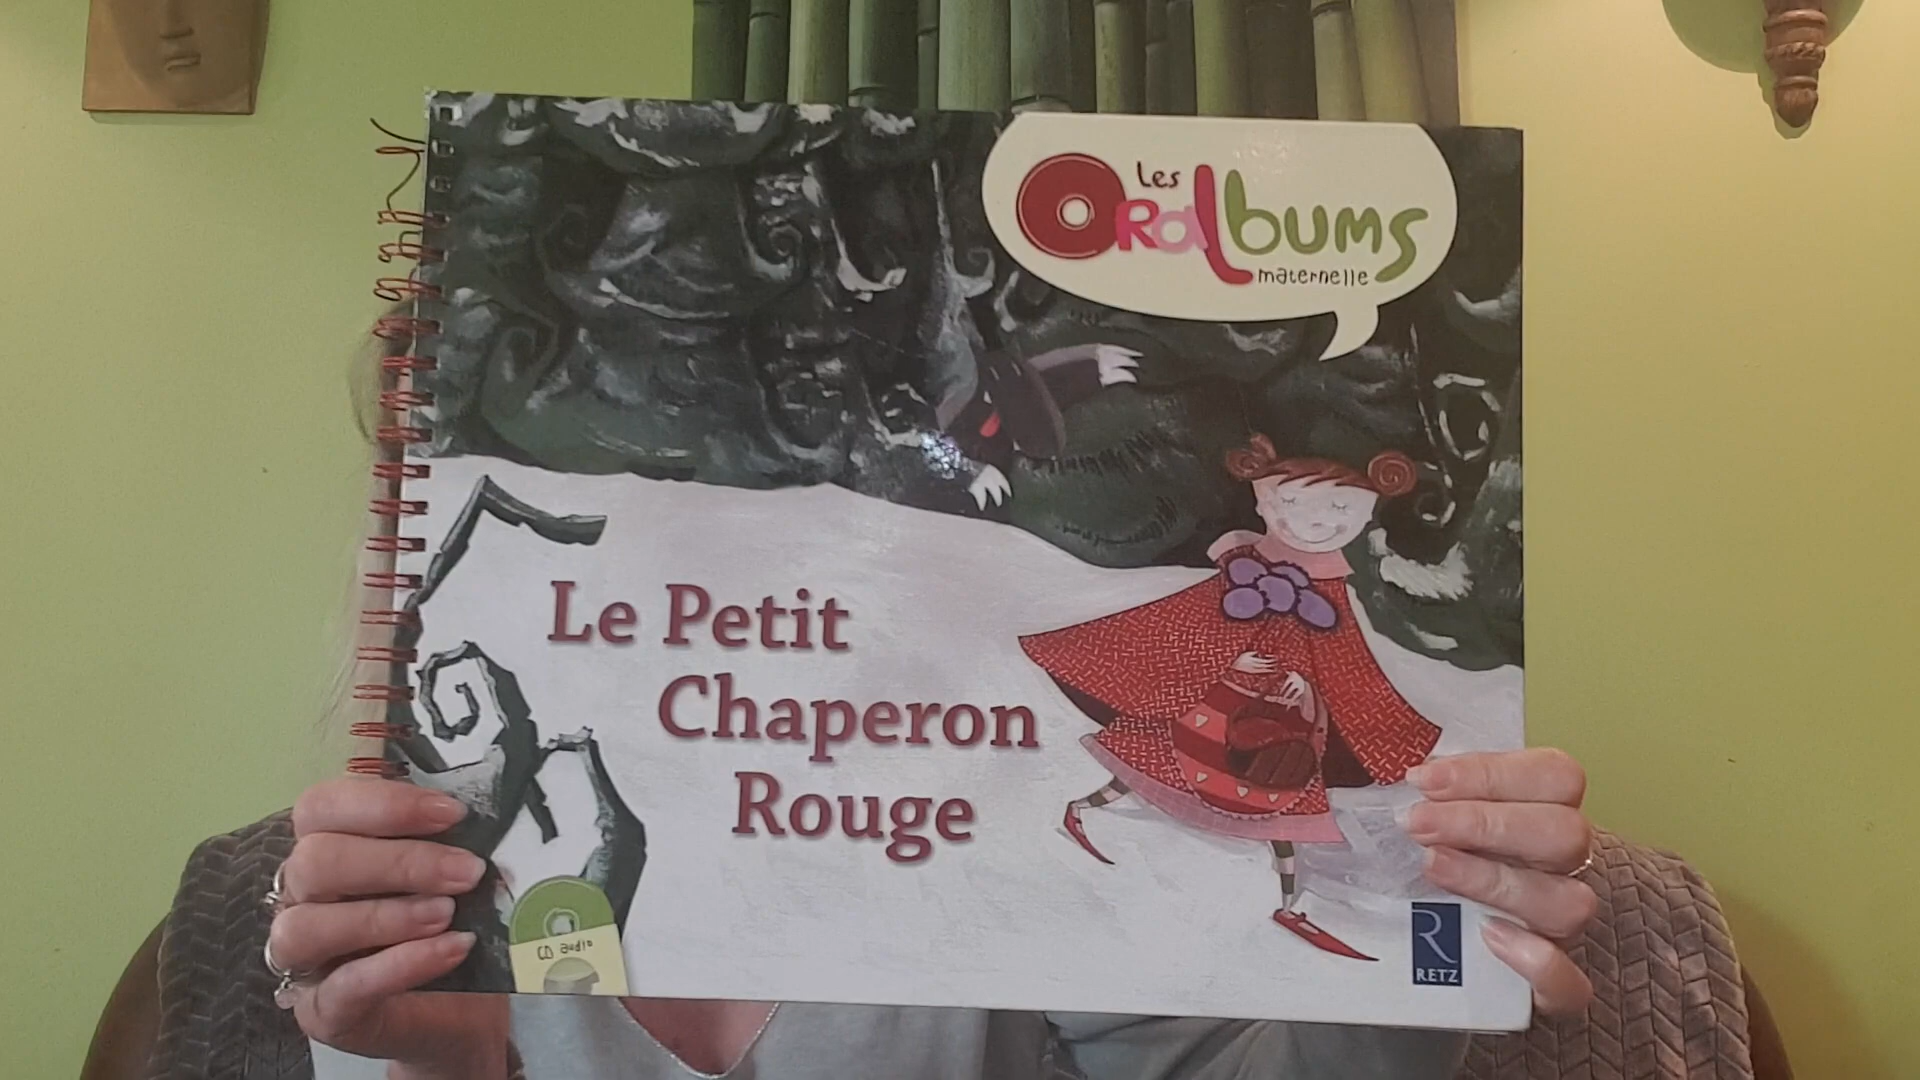 Les
Oralbums
maternelle
Le Petit
Chaperon
Rouge
CD audio
RETZ